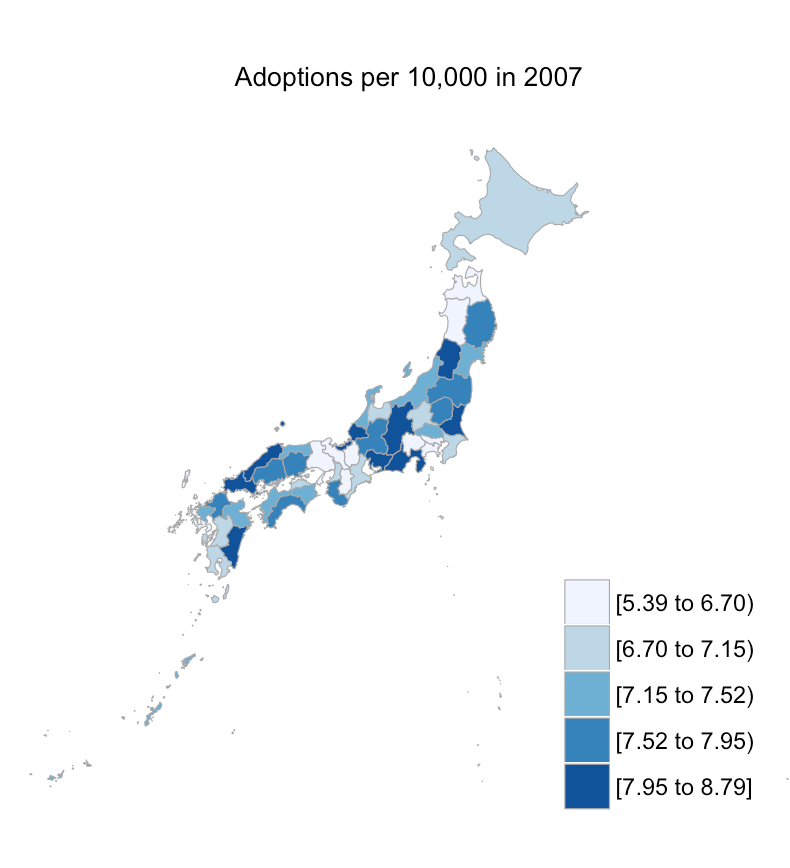 Adoptions per 10,000 in 2007
[5.39 to 6.70)
[6.70 to 7.15)
[7.15 to 7.52)
[7.52 to 7.95)
[7.95 to 8.79]